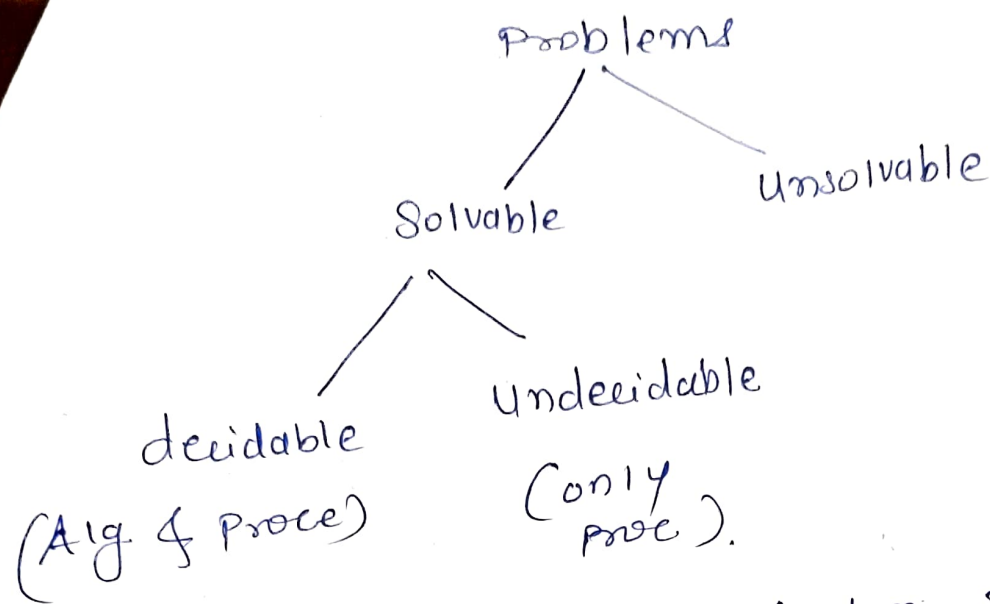 Problems
Unsolvable
Solvable
Undecidable
decidable
(only
proc).
(Alg & Proce)